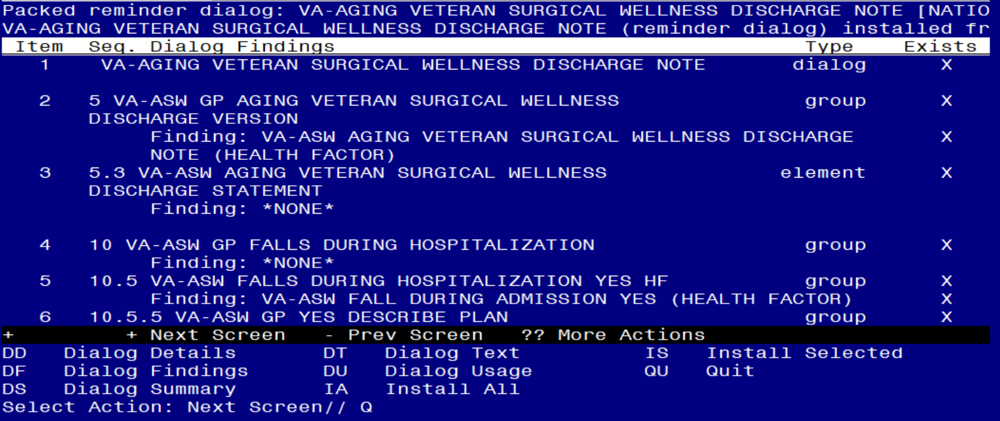 Packed reminder dialog: VA-AGING VETERAN SURGICAL WELLNESS DISCHARGE NOTE [NATIO
VA-AGING VETERAN SURGICAL WELLNESS DISCHARGE NOTE (reminder dialog) installed fr
Item Seq. Dialog Findings Type Exists
1 VA-AGING VETERAN SURGICAL WELLNESS DISCHARGE NOTE dialog X
2 5 VA-ASW GP AGING VETERAN SURGICAL WELLNESS group X
DISCHARGE VERSION
Finding: VA-ASW AGING VETERAN SURGICAL WELLNESS DISCHARGE X
NOTE (HEALTH FACTOR)
3 5.3 VA-ASW AGING VETERAN SURGICAL WELLNESS element X
DISCHARGE STATEMENT
Finding: *NONE*
4 10 VA-ASW GP FALLS DURING HOSPITALIZATION group X
Finding: *NONE*
5 10.5 VA-ASW FALLS DURING HOSPITALIZATION YES HF group X
Finding: VA-ASW FALL DURING ADMISSION YES (HEALTH FACTOR) X
6 10.5.5 VA-ASW GP YES DESCRIBE PLAN group X
+ + Next Screen - Prev Screen ?? More Actions
DD Dialog Details DT Dialog Text IS Install Selected
DF Dialog Findings DU Dialog Usage QU Quit
DS Dialog Summary IA Install All
Select Action: Next Screen// Q